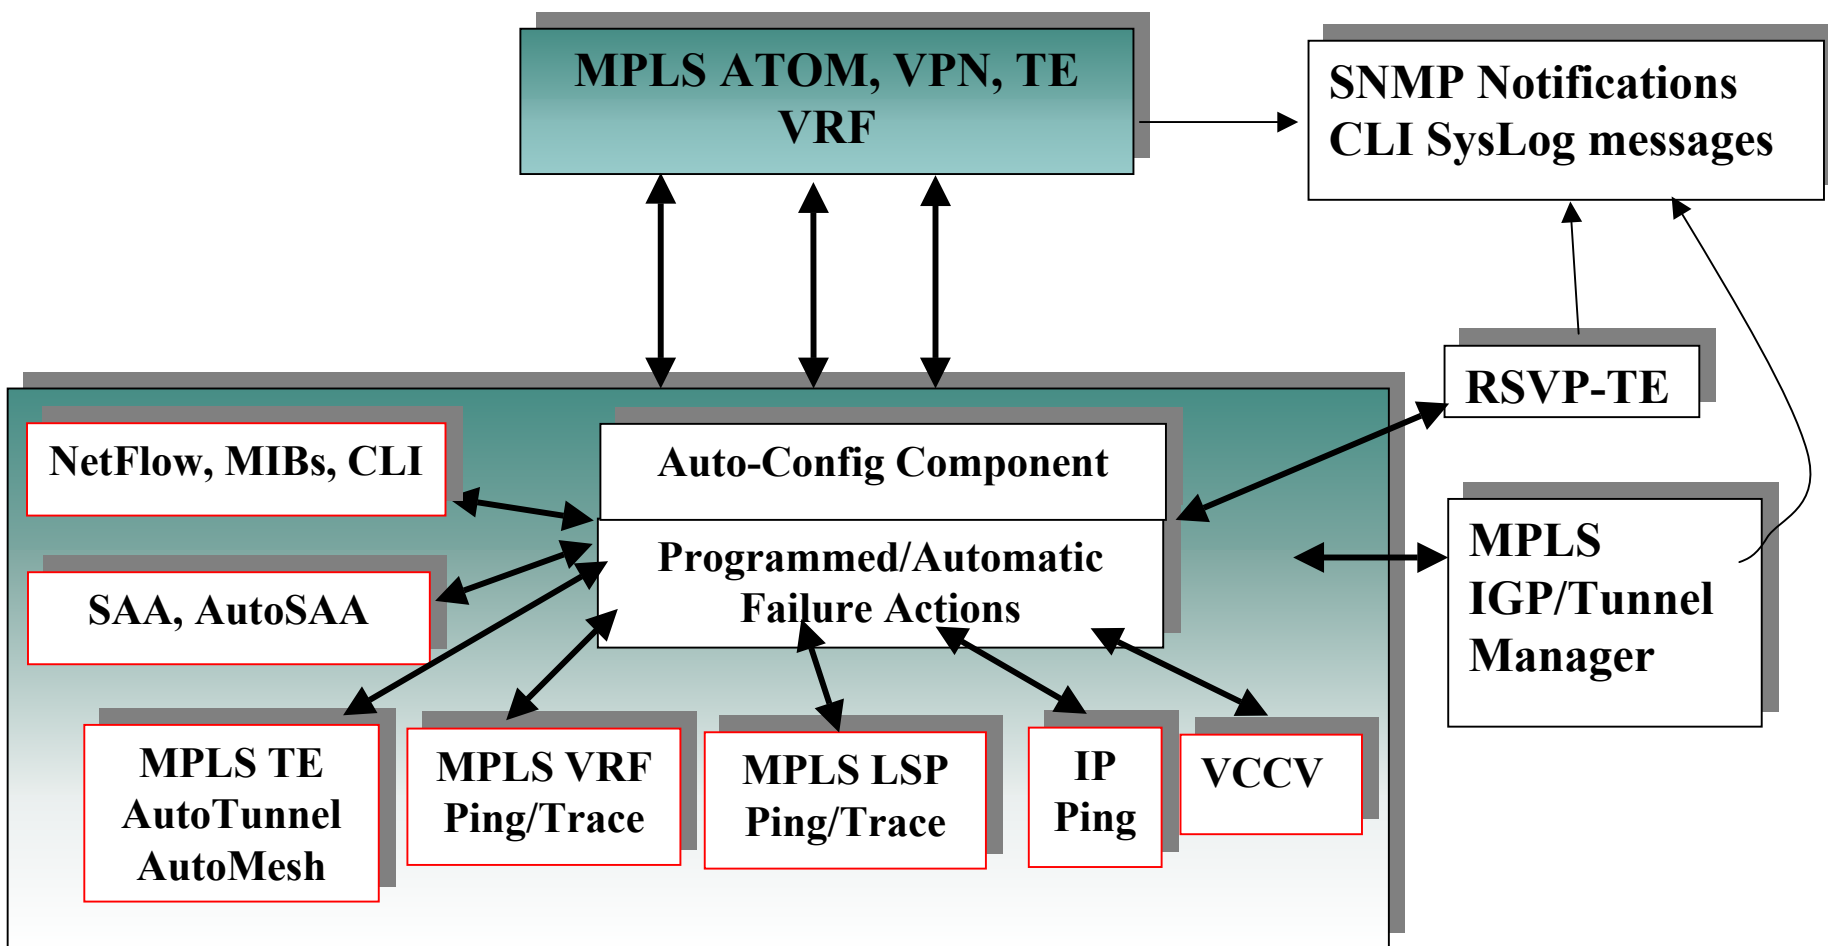 MPLS ATOM, VPN, TE
VRF
SNMP Notifications
CLI SysLog messages
RSVP-TE
NetFlow, MIBs, CLI
Auto-Config Component
Programmed/Automatic
Failure Actions
MPLS
IGP/Tunnel
Manager
SAA, AutoSAA
MPLS TE
AutoTunnel
AutoMesh
MPLS VRF
Ping/Trace
MPLS LSP
Ping/Trace
IP
Ping
VCCV